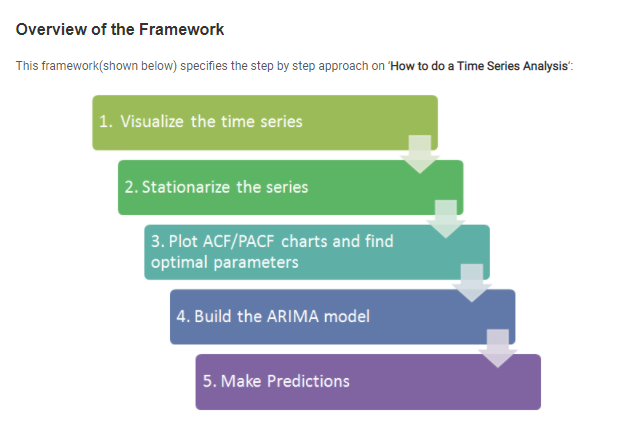 Overview of the Framework
This framework(shown below) specifies the step by step approach on 'How to do a Time Series Analysis':
1. Visualize the time series
2. Stationarize the series
3. Plot ACF/PACF charts and find
optimal parameters
4. Build the ARIMA model
5. Make Predictions